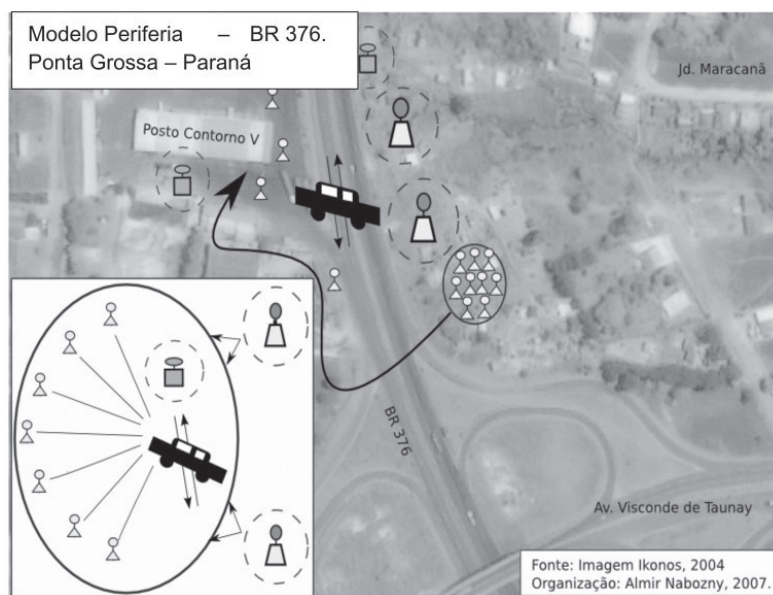 Modelo Periferia – BR 376.
Ponta Grossa – Paraná
Jd. Maracanã
Posto Contorno V
BR 376
Av. Visconde de Taunay
Fonte: Imagem Ikonos, 2004
Organização: Almir Nabozny, 2007.